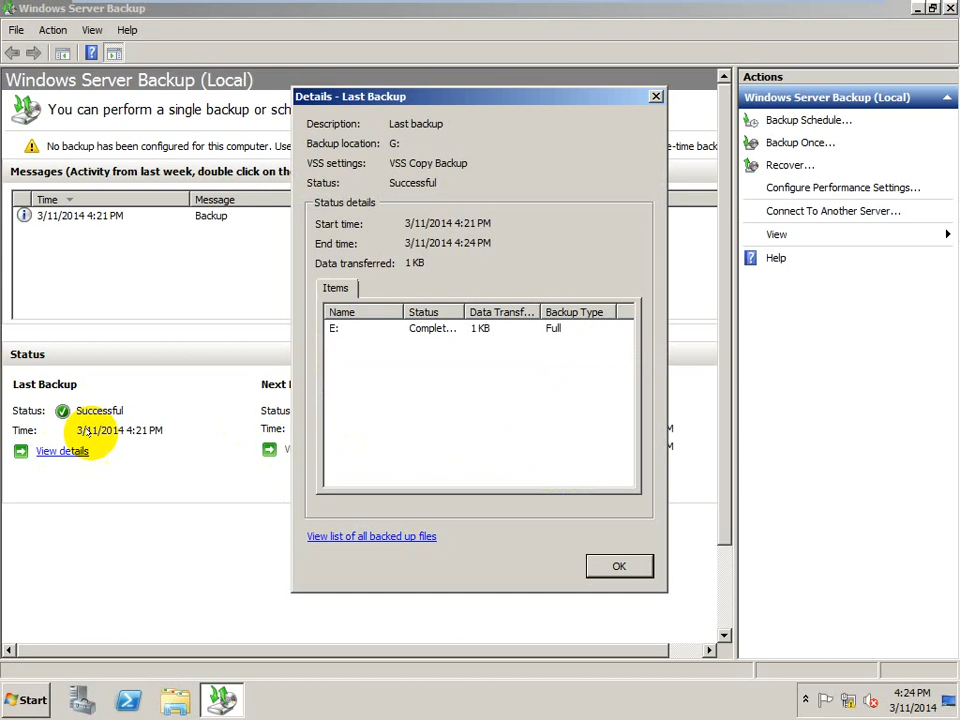 Windows Server Backup
File Action View Help
Windows Server Backup (Local)
You can perform a single backup or sch
No backup has been configured for this computer. Use
e-time back
Messages (Activity from last week, double click on the
Time Message
3/11/2014 4:21 PM Backup
Status
Last Backup
Status: Successful
Time: 3/11/2014 4:21 PM
View details
Next
Status:
Time:
V
M
M
Details - Last Backup
Description: Last backup
Backup location: G:
VSS settings: VSS Copy Backup
Status: Successful
Status details
Start time: 3/11/2014 4:21 PM
End time: 3/11/2014 4:24 PM
Data transferred: 1 KB
Items
Name Status Data Transf... Backup Type
E: Complet... 1 KB Full
View list of all backed up files
OK
Actions
Windows Server Backup (Local)
Backup Schedule...
Backup Once...
Recover...
Configure Performance Settings...
Connect To Another Server...
View
Help
Start
4:24 PM
3/11/2014